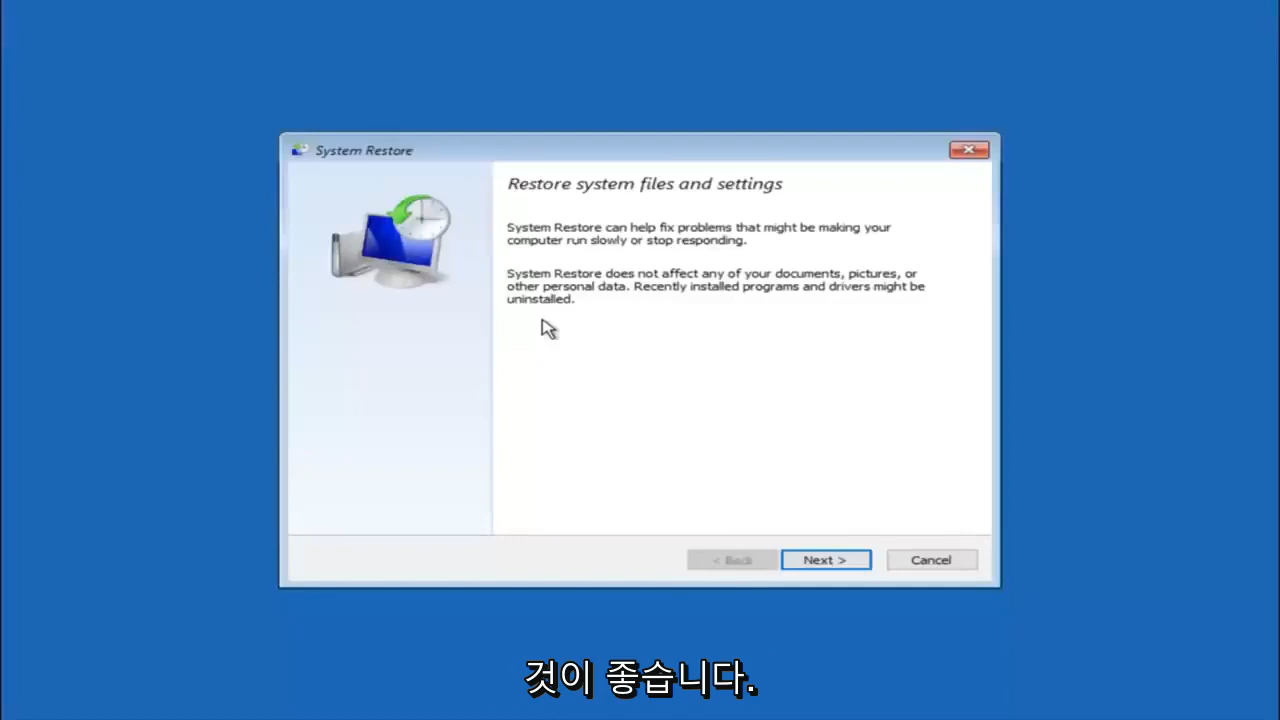 System Restore
Restore system files and settings
System Restore can help fix problems that might be making your
computer run slowly or stop responding.
System Restore does not affect any of your documents, pictures, or
other personal data. Recently installed programs and drivers might be
uninstalled.
< Back
Next >
Cancel
것이 좋습니다.